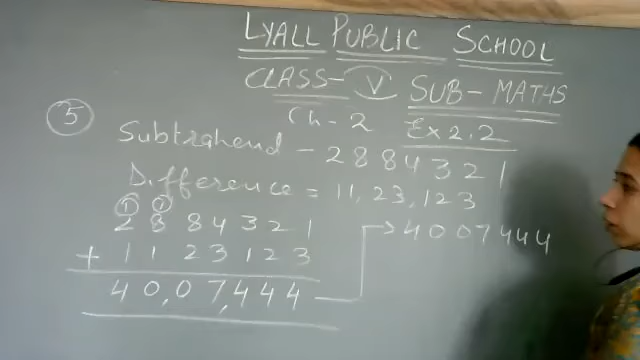 LYALL PUBLIC SCHOOL
CLASS - V SUB - MATHS
Ch - 2 Ex 2.2
5 Subtrahend - 2884321
Difference = 11,23,123
1 1
2884321 → 4007444
+ 1123123
40,07,444